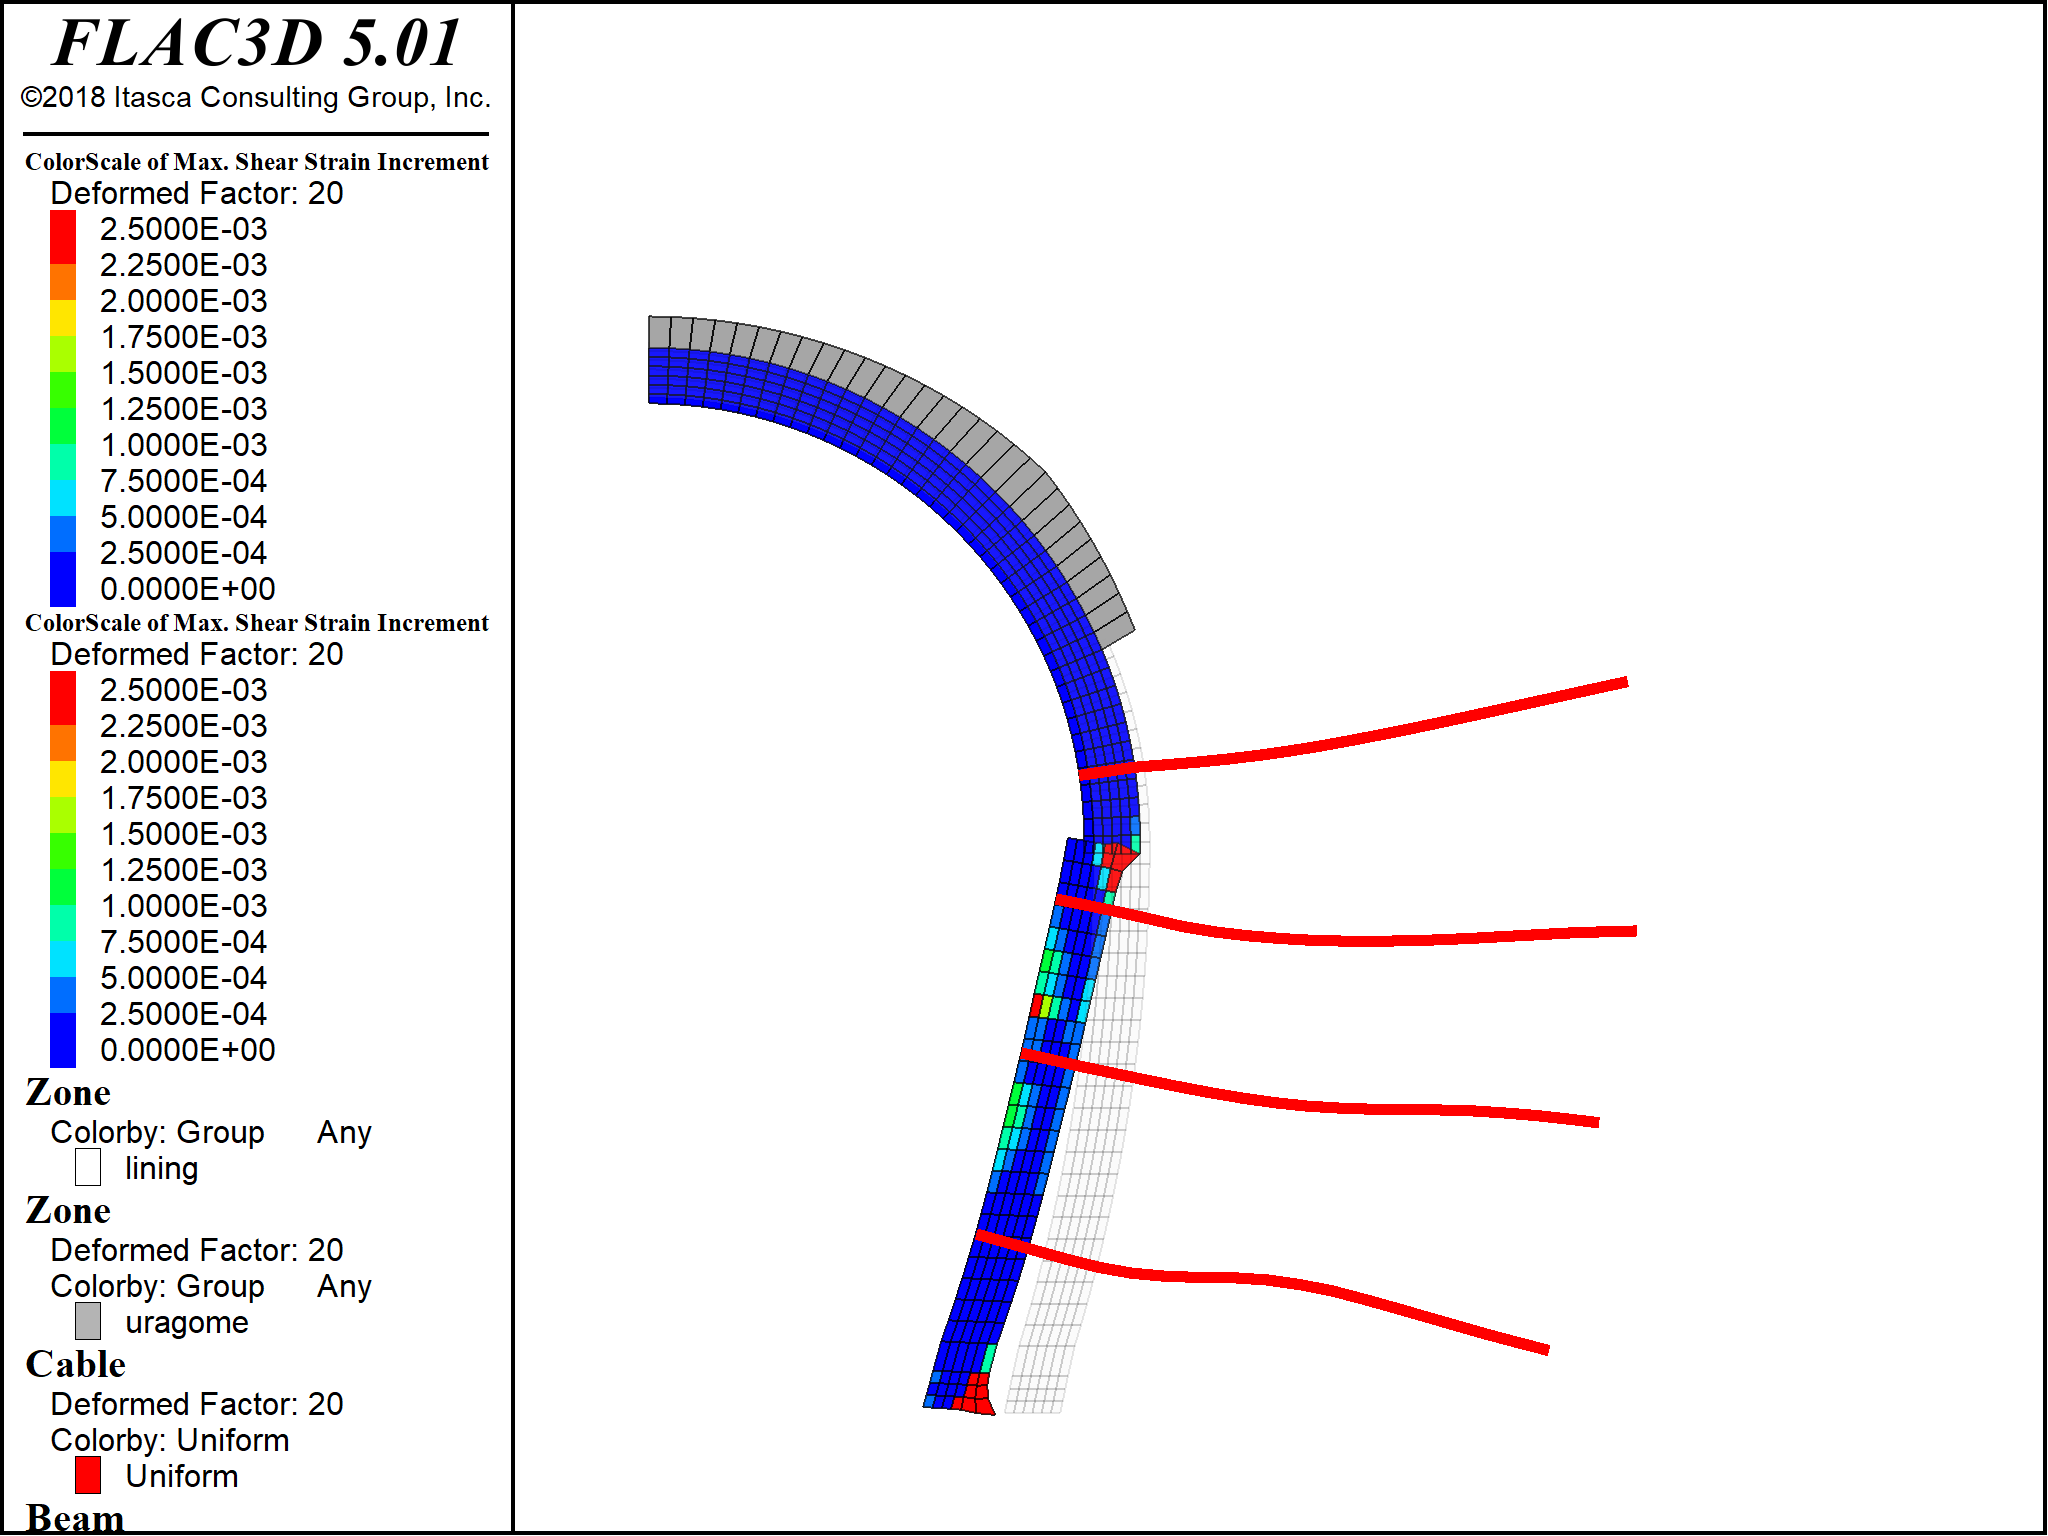 FLAC3D 5.01
©2018 Itasca Consulting Group, Inc.
ColorScale of Max. Shear Strain Increment
Deformed Factor: 20
2.5000E-03
2.2500E-03
2.0000E-03
1.7500E-03
1.5000E-03
1.2500E-03
1.0000E-03
7.5000E-04
5.0000E-04
2.5000E-04
0.0000E+00
ColorScale of Max. Shear Strain Increment
Deformed Factor: 20
2.5000E-03
2.2500E-03
2.0000E-03
1.7500E-03
1.5000E-03
1.2500E-03
1.0000E-03
7.5000E-04
5.0000E-04
2.5000E-04
0.0000E+00
Zone
Colorby: Group Any
lining
Zone
Deformed Factor: 20
Colorby: Group Any
uragome
Cable
Deformed Factor: 20
Colorby: Uniform
Uniform
Beam